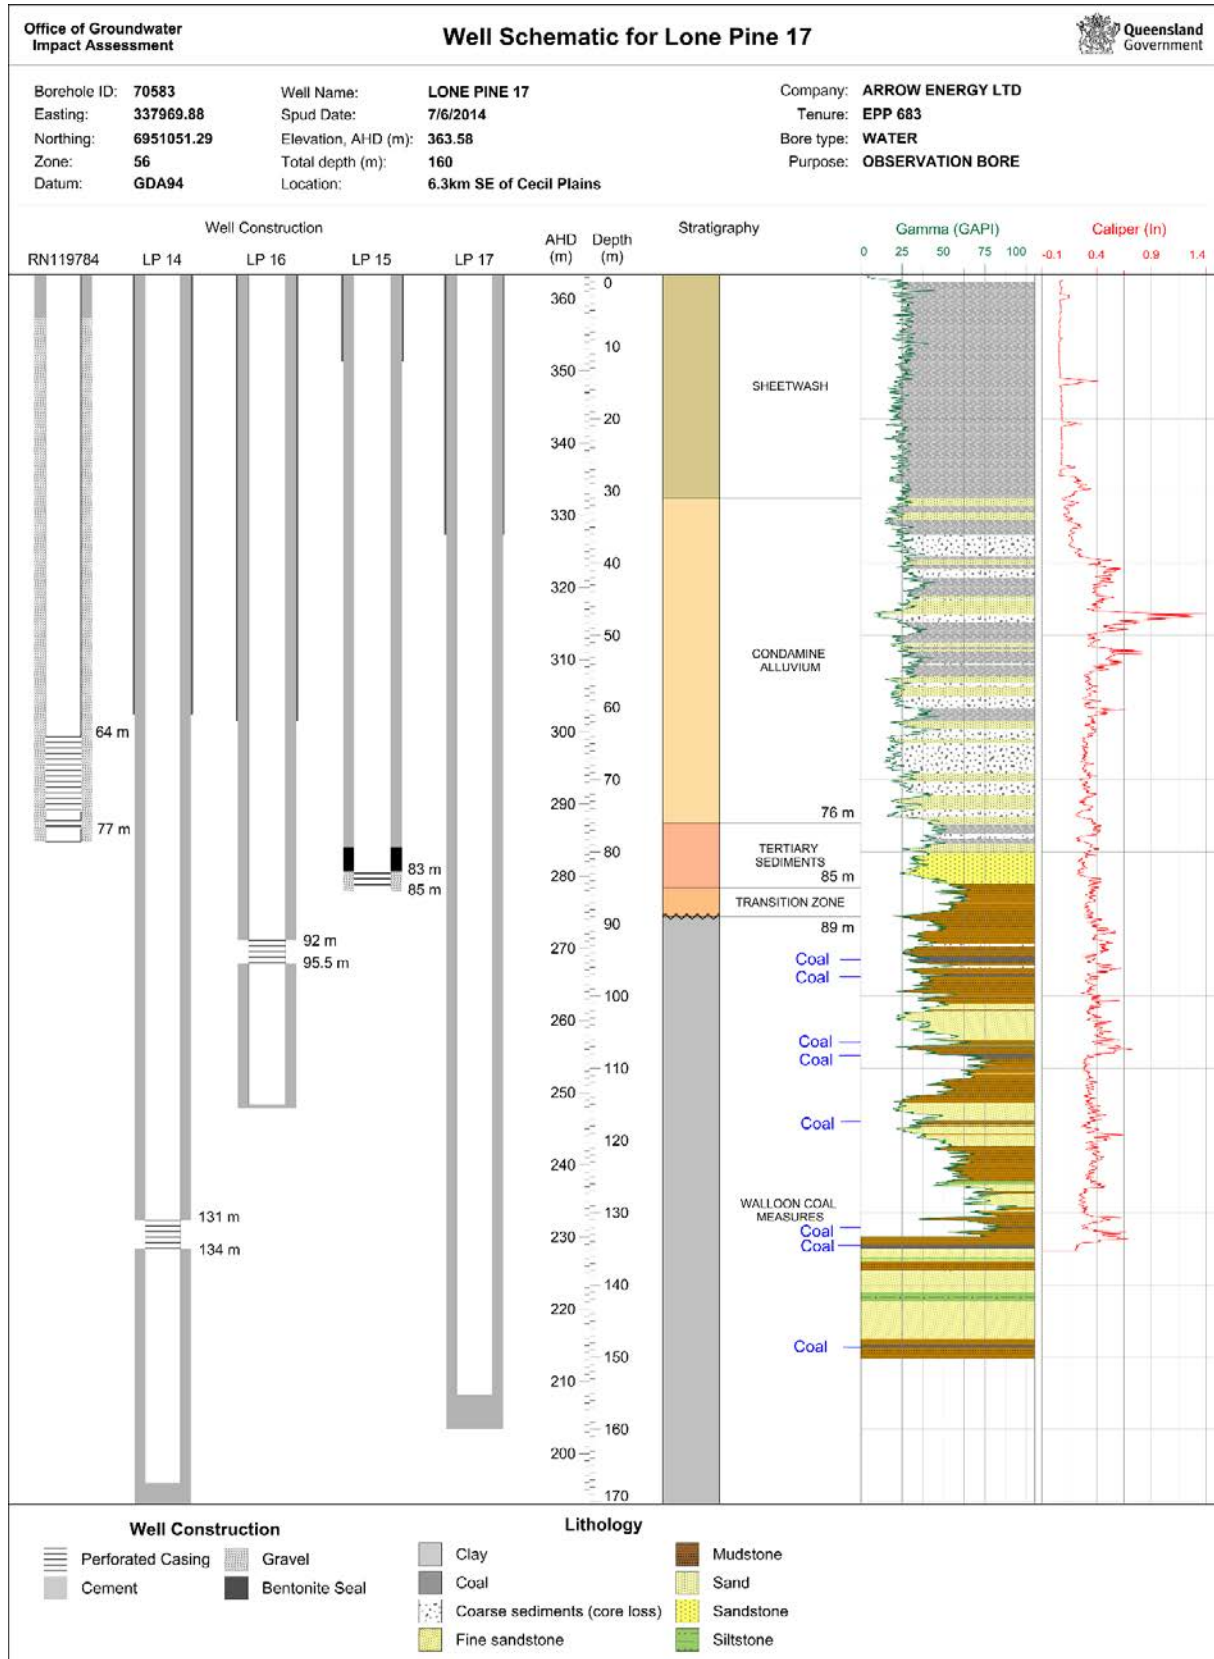 Office of Groundwater
Impact Assessment
Well Schematic for Lone Pine 17
Queensland
Government
Borehole ID: 70583
Easting: 337969.88
Northing: 6951051.29
Zone: 56
Datum: GDA94
Well Name: LONE PINE 17
Spud Date: 7/6/2014
Elevation, AHD (m): 363.58
Total depth (m): 160
Location: 6.3km SE of Cecil Plains
Company: ARROW ENERGY LTD
Tenure: EPP 683
Bore type: WATER
Purpose: OBSERVATION BORE
Well Construction
RN119784 LP 14 LP 16 LP 15 LP 17
AHD
(m)
Depth
(m)
Stratigraphy
Gamma (GAPI)
0 25 50 75 100
Caliper (In)
-0.1 0.4 0.9 1.4
0
360
10
350
SHEETWASH
20
340
30
330
40
320
50
310
CONDAMINE
ALLUVIUM
60
64 m
300
70
290
76 m
77 m
80
TERTIARY
SEDIMENTS
83 m
280
85 m
85 m
TRANSITION ZONE
90
89 m
92 m
270
95.5 m
Coal
Coal
100
260
Coal
Coal
110
250
Coal
120
240
131 m
130
WALLOON COAL
MEASURES
Coal
230
Coal
134 m
140
220
Coal
150
210
160
200
170
Well Construction
Perforated Casing
Gravel
Cement
Bentonite Seal
Lithology
Clay
Coal
Coarse sediments (core loss)
Fine sandstone
Mudstone
Sand
Sandstone
Siltstone